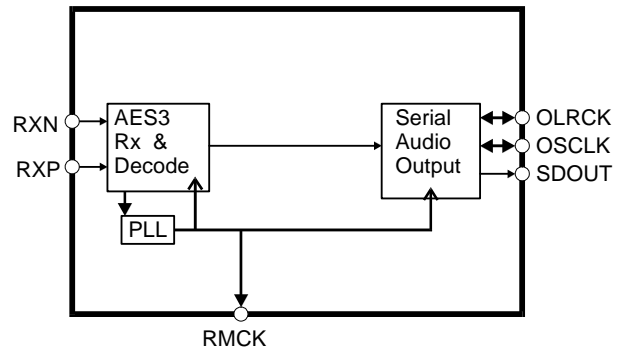 RXN
RXP
AES3
Rx &
Decode
PLL
Serial
Audio
Output
OLRCK
OSCLK
SDOUT
RMCK